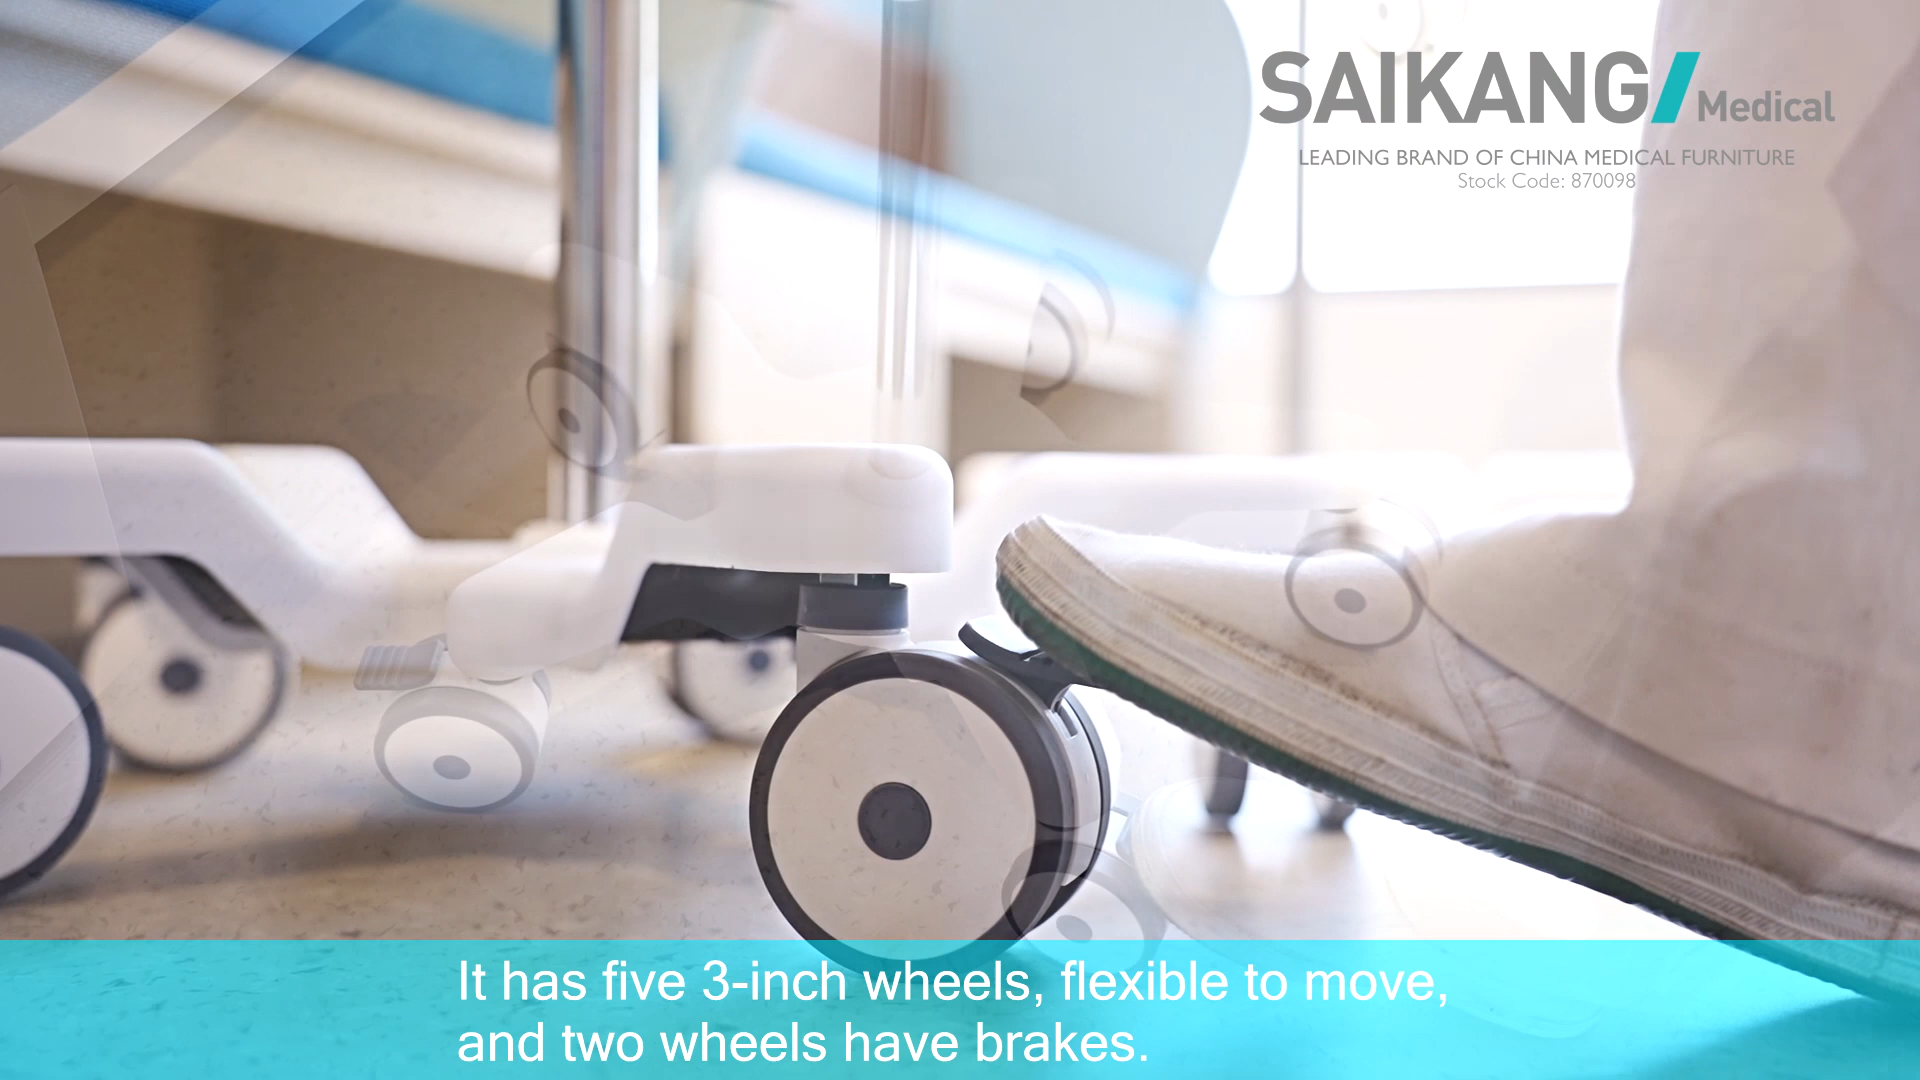 SAIKANG/ Medical
LEADING BRAND OF CHINA MEDICAL FURNITURE
Stock Code: 870098
It has five 3-inch wheels, flexible to move,
and two wheels have brakes.